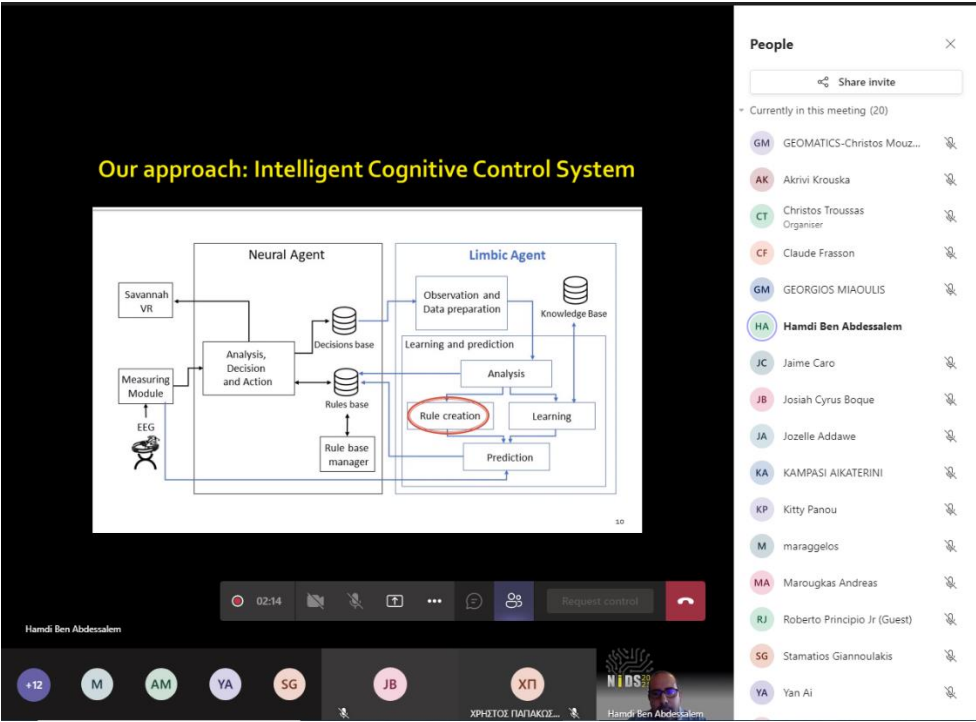 Our approach: Intelligent Cognitive Control System
Neural Agent
Limbic Agent
Savannah
VR
Observation and
Data preparation
Knowledge Base
Decisions base
Learning and prediction
Analysis,
Decision
and Action
Analysis
Measuring
Module
Rules base
Rule creation
Learning
EEG
Rule base
manager
Prediction
10
02:14
Request control
Hamdi Ben Abdessalem
+12
M
AM
YA
SG
JB
ΧΠ
ΧΡΗΣΤΟΣ ΠΑΠΑΚΩΣ...
NiDS
Hamdi Ben Abdessalem
People
Share invite
Currently in this meeting (20)
GM GEOMATICS-Christos Mouz...
AK Akrivi Krouska
CT Christos Troussas
Organiser
CF Claude Frasson
GM GEORGIOS MIAOULIS
HA Hamdi Ben Abdessalem
JC Jaime Caro
JB Josiah Cyrus Boque
JA Jozelle Addawe
KA KAMPASI AIKATERINI
KP Kitty Panou
M maraggelos
MA Marougkas Andreas
RJ Roberto Principio Jr (Guest)
SG Stamatios Giannoulakis
YA Yan Ai